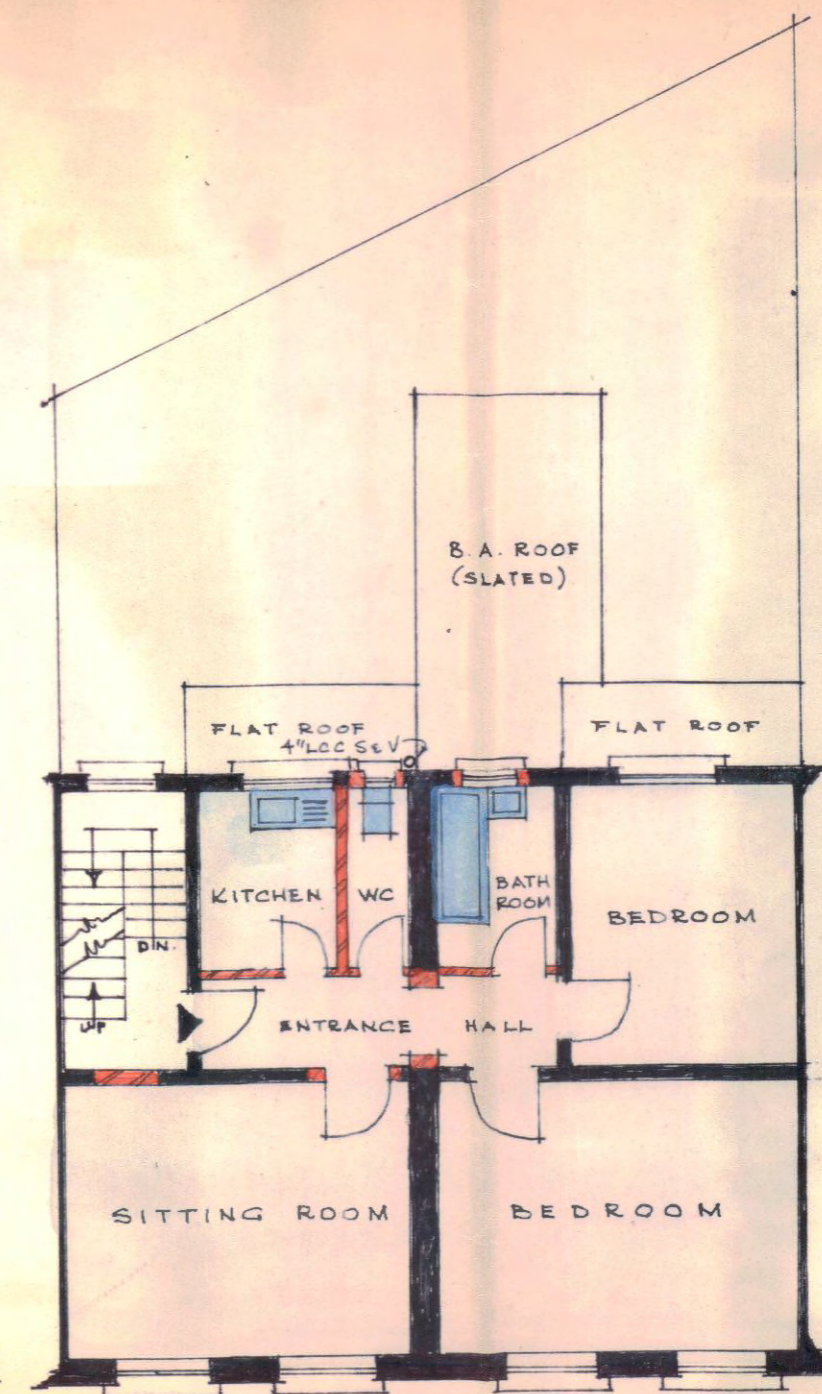 B. A. ROOF
(SLATED)
FLAT ROOF
4"LCC S&V
FLAT ROOF
KITCHEN
WC
BATH
ROOM
BEDROOM
DN.
UP
ENTRANCE HALL
SITTING ROOM
BEDROOM